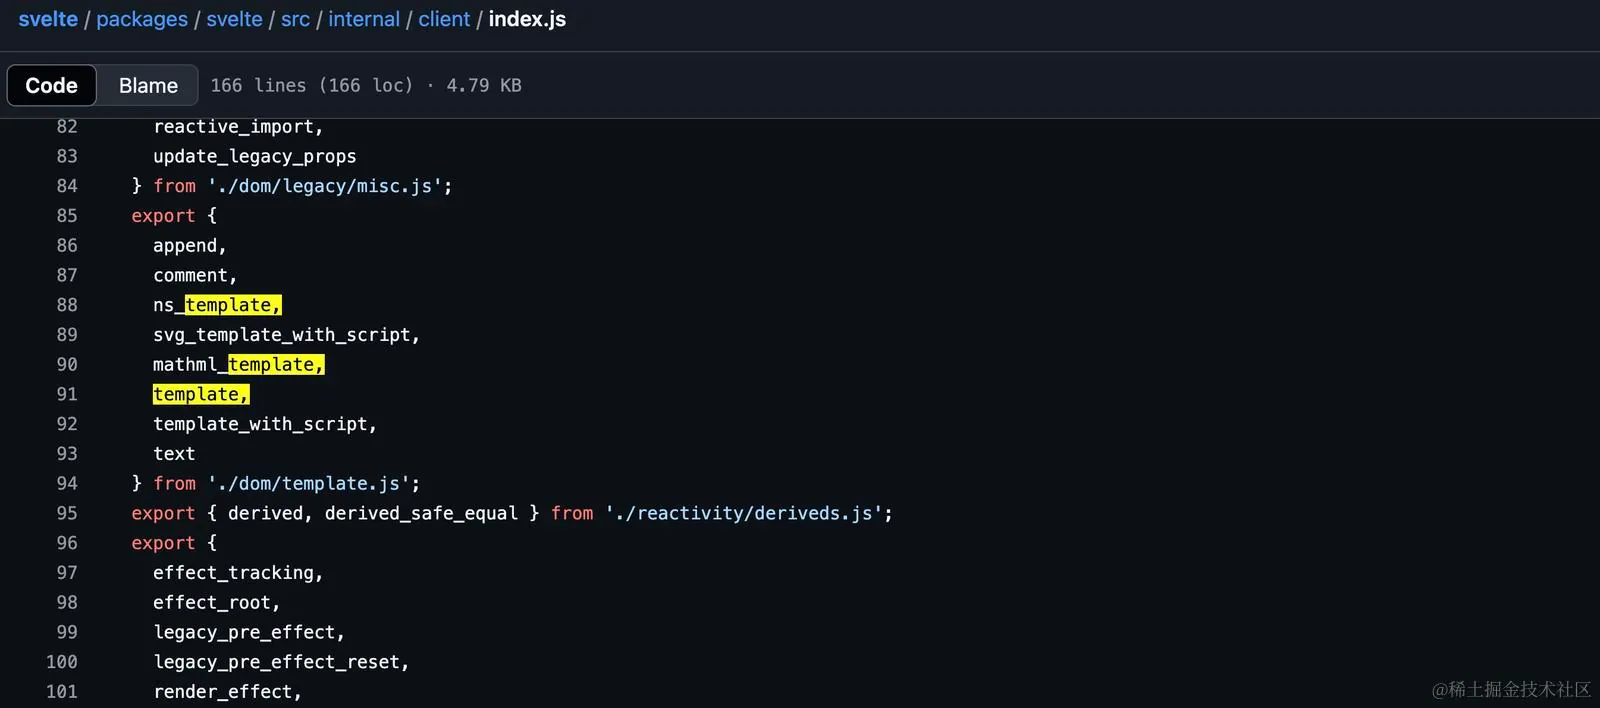 svelte / packages / svelte / src / internal / client / index.js
Code Blame 166 lines (166 loc) · 4.79 KB
82 reactive_import,
83 update_legacy_props
84 } from './dom/legacy/misc.js';
85 export {
86 append,
87 comment,
88 ns_template,
89 svg_template_with_script,
90 mathml_template,
91 template,
92 template_with_script,
93 text
94 } from './dom/template.js';
95 export { derived, derived_safe_equal } from './reactivity/deriveds.js';
96 export {
97 effect_tracking,
98 effect_root,
99 legacy_pre_effect,
100 legacy_pre_effect_reset,
101 render_effect,
@稀土掘金技术社区